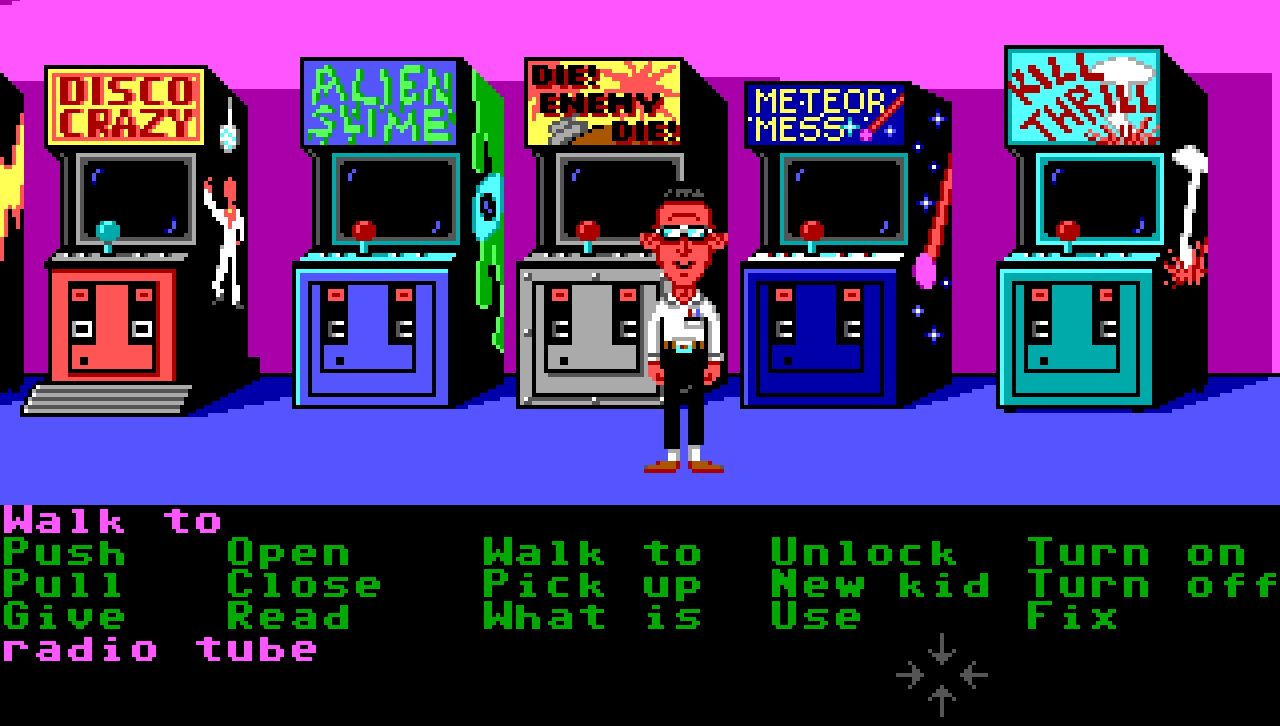 DISCO
CRAZY
ALIEN
SLIME
DIE!
ENEMY
DIE!
METEOR
MESS
KILL
THRILL
Walk to
Push Open Walk to Unlock Turn on
Pull Close Pick up New kid Turn off
Give Read What is Use Fix
radio tube